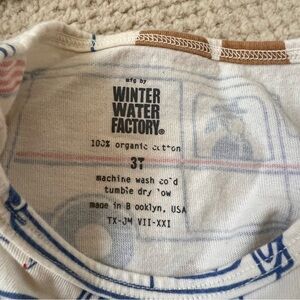 mfg by
WINTER
WATER
FACTORY®
100% organic cotton
3T
machine wash cold
tumble dry low
made in B ooklyn, USA
TX-JM VII-XXI